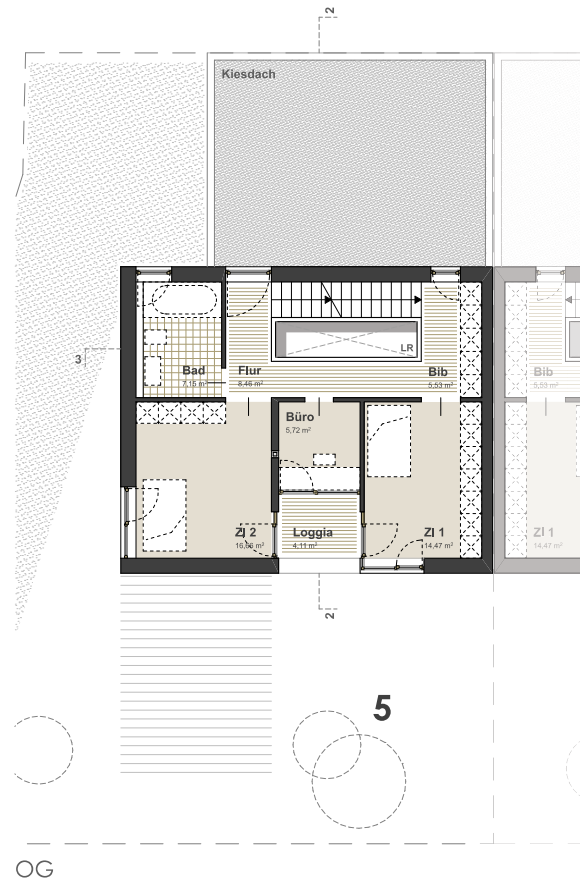 2
Kiesdach
3
LR
Bad
7,15 m²
Flur
8,46 m²
Bib
5,53 m²
Bib
5,53 m²
Büro
5,72 m²
ZI 2
m²
Loggia
4,11 m²
ZI 1
14,47 m²
ZI 1
14,47 m²
2
5
OG